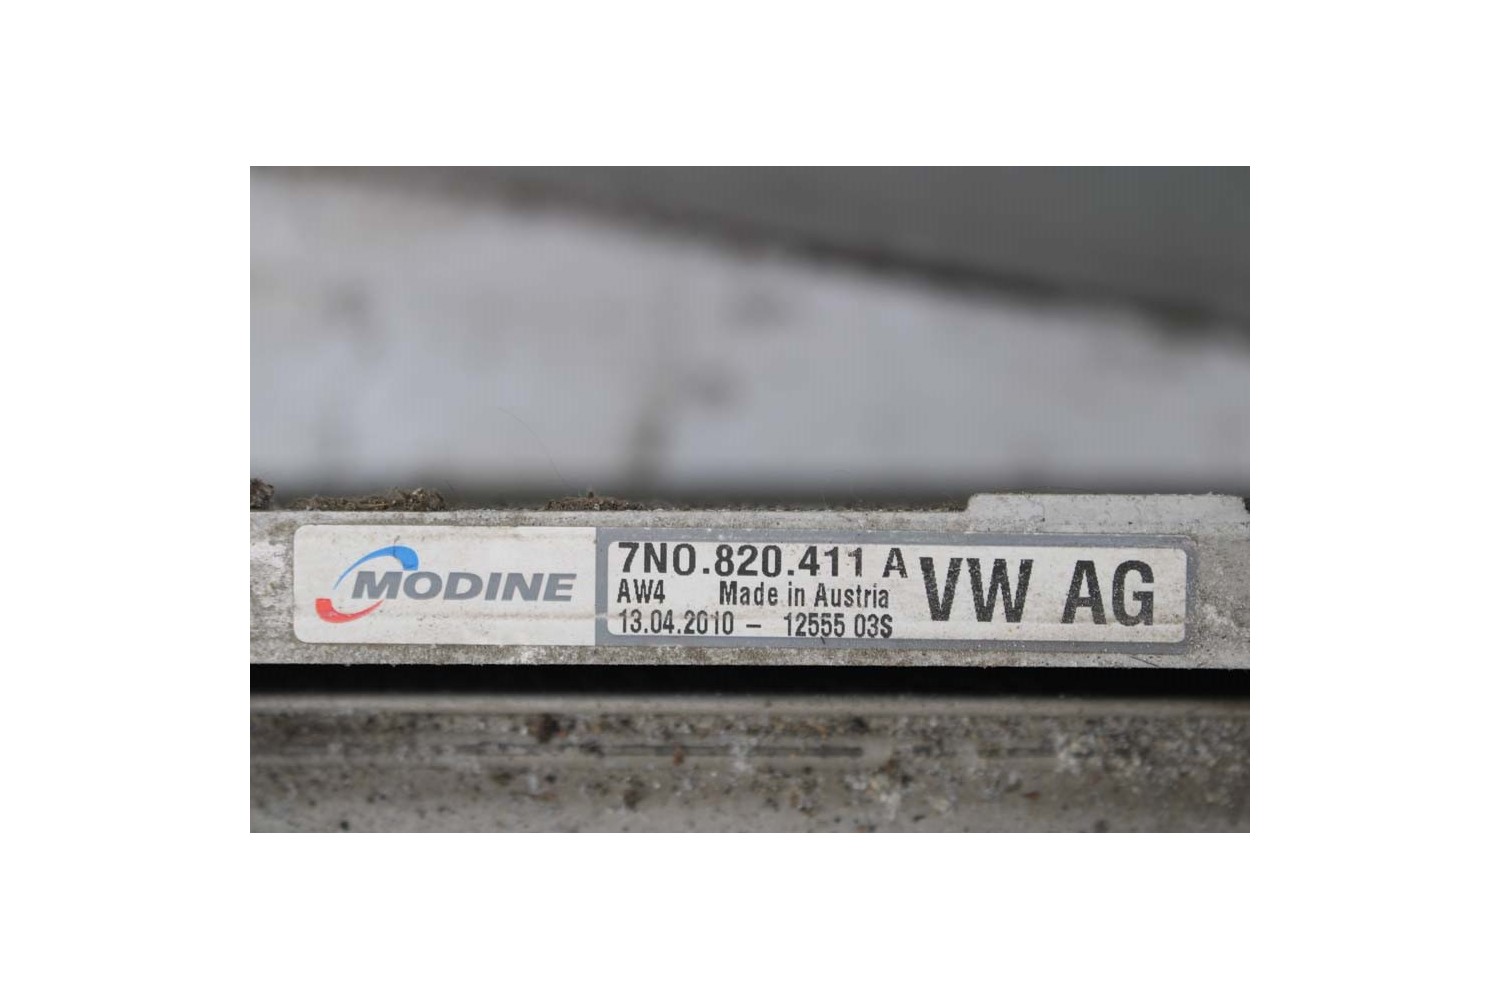 MODINE
7N0.820.411 A
AW4 Made in Austria
13.04.2010 - 12555 03S
VW AG